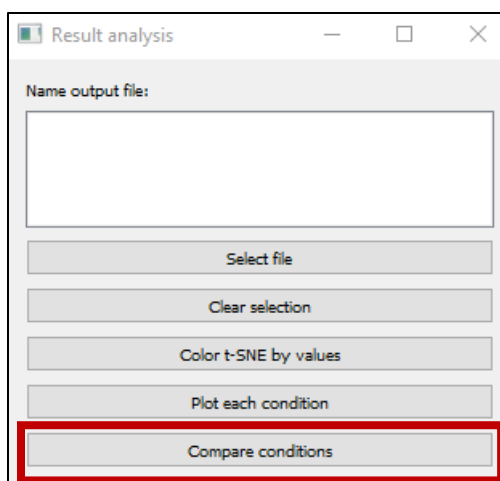 Result analysis
Name output file:
Select file
Clear selection
Color t-SNE by values
Plot each condition
Compare conditions